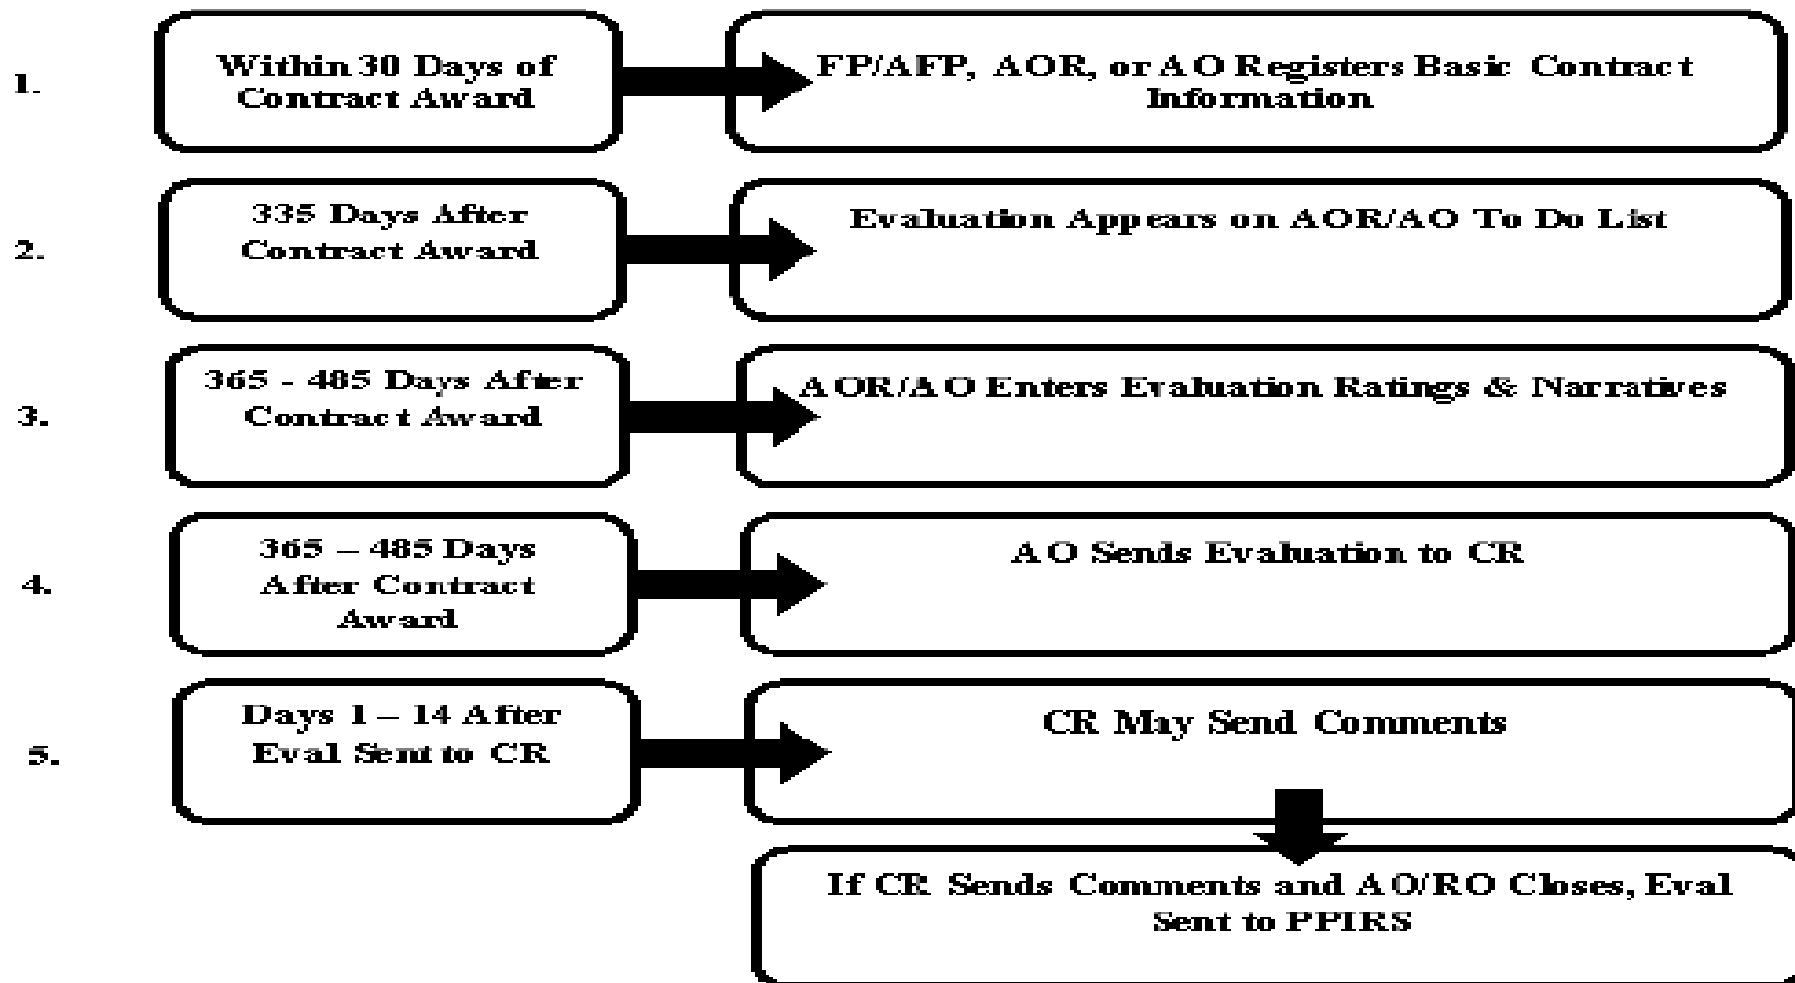 1.
Within 30 Days of
Contract Award
FP/AFP, AOR, or AO Registers Basic Contract
Information
2.
335 Days After
Contract Award
Evaluation Appears on AOR/AO To Do List
3.
365 - 485 Days After
Contract Award
AOR/AO Enters Evaluation Ratings & Narratives
4.
365 – 485 Days
After Contract
Award
AO Sends Evaluation to CR
5.
Days 1 – 14 After
Eval Sent to CR
CR May Send Comments
If CR Sends Comments and AO/RO Closes, Eval
Sent to PPIRS